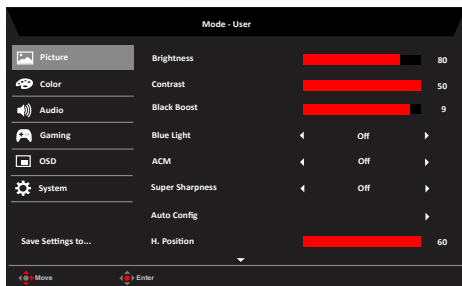 Mode - User
Picture
Color
Audio
Gaming
OSD
System
Save Settings to...
Brightness 80
Contrast 50
Black Boost 9
Blue Light Off
ACM Off
Super Sharpness Off
Auto Config
H. Position 60
Move Enter